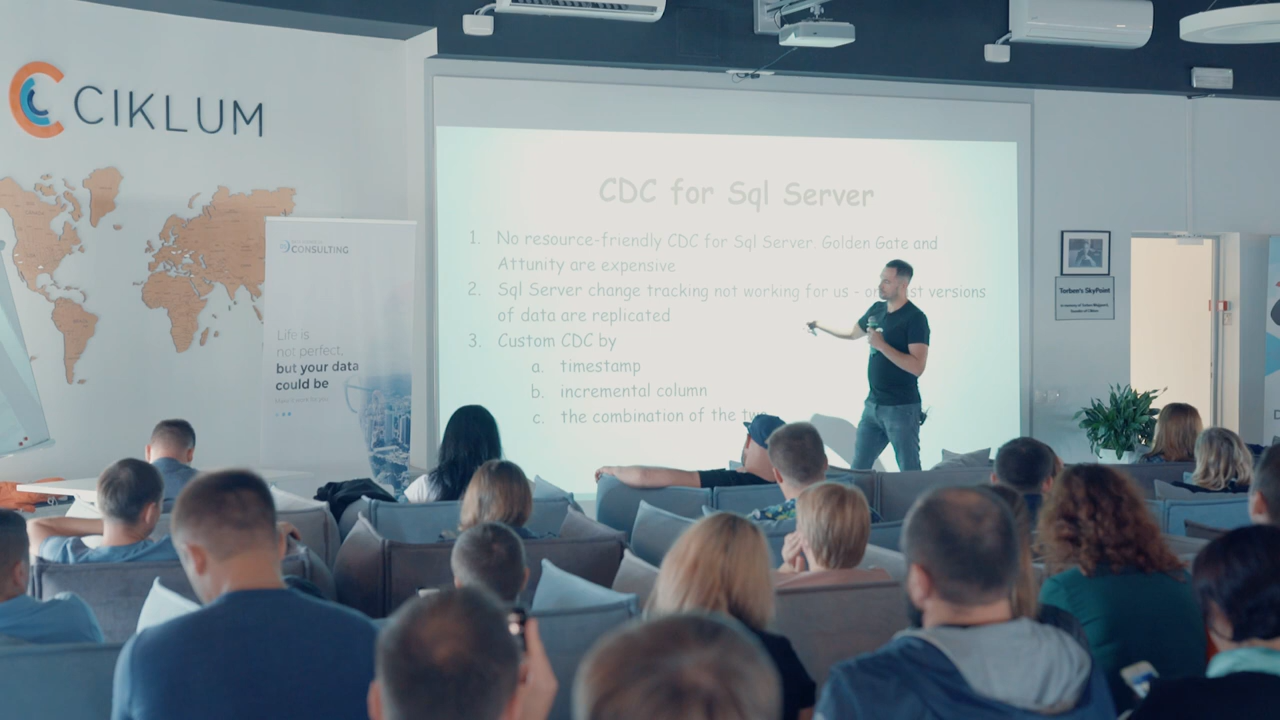 CIKLUM
CONSULTING
Life is
not perfect,
but your data
could be
CDC for Sql Server
1. No resource-friendly CDC for Sql Server. Golden Gate and
Attunity are expensive
2. Sql Server change tracking not working for us - versions
of data are replicated
3. Custom CDC by
a. timestamp
b. incremental column
c. the combination of the two
Torben's SkyPoint